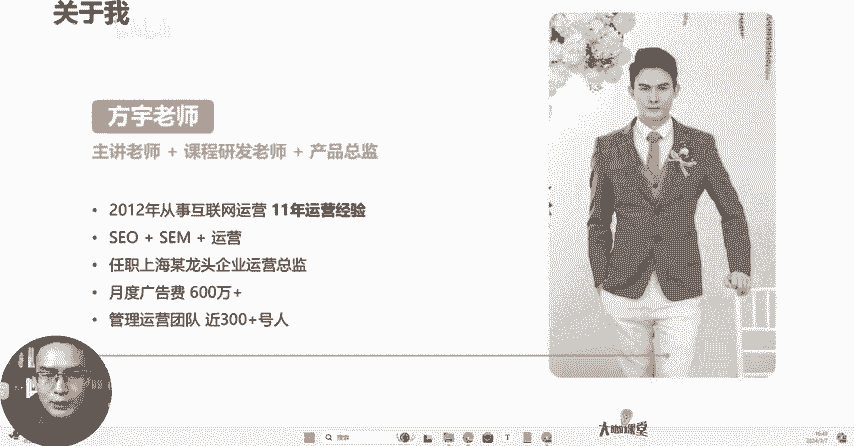 关于我
方宇老师
主讲老师 + 课程研发老师 + 产品总监
• 2012年从事互联网运营 11年运营经验
• SEO + SEM + 运营
• 任职上海某龙头企业运营总监
• 月度广告费 600万+
• 管理运营团队 近300+号人
大咖课堂
搜索